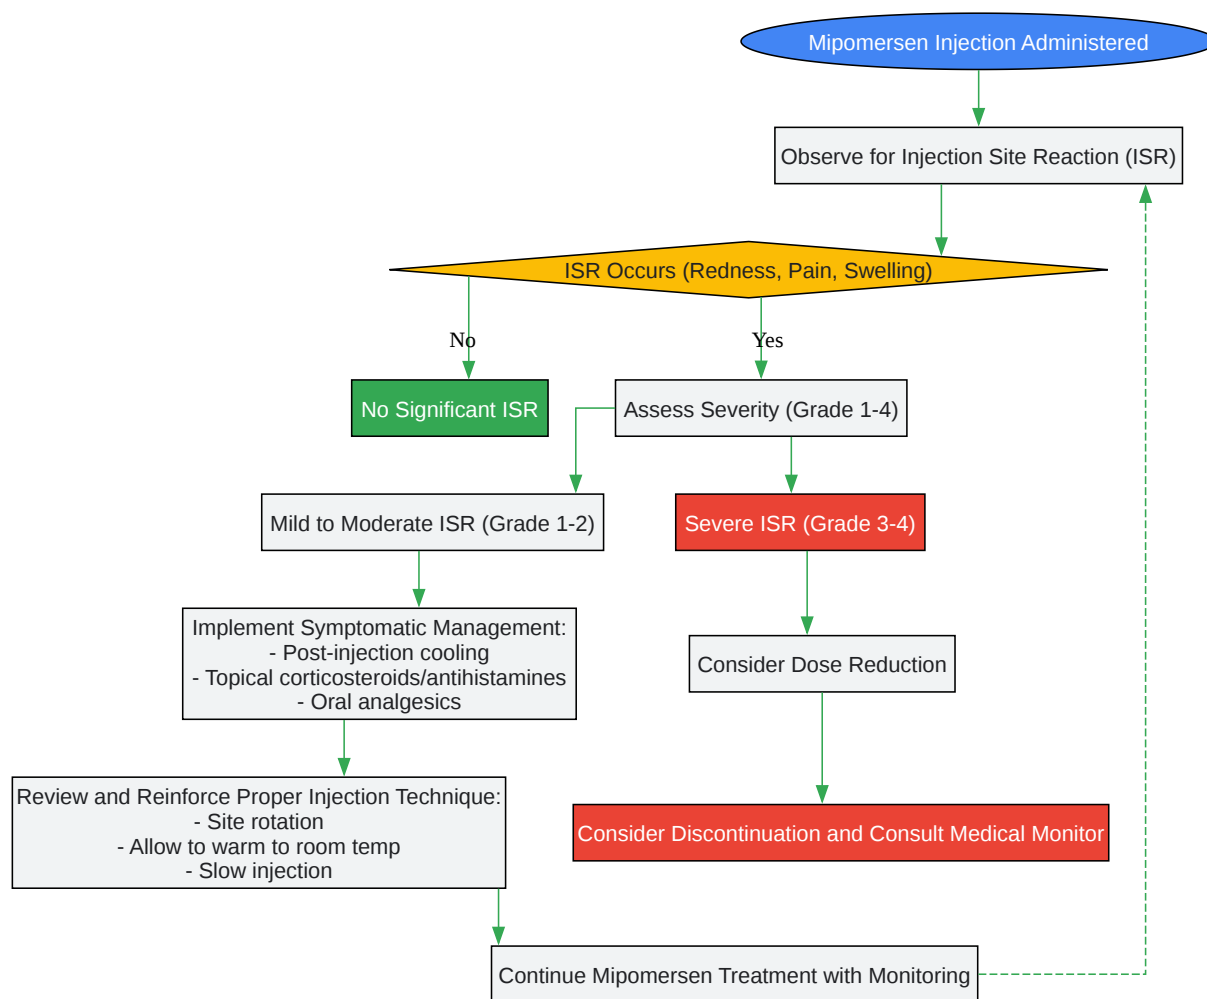 Mipomersen Injection Administered
Observe for Injection Site Reaction (ISR)
ISR Occurs (Redness, Pain, Swelling)
No
Yes
No Significant ISR
Assess Severity (Grade 1-4)
Mild to Moderate ISR (Grade 1-2)
Severe ISR (Grade 3-4)
Implement Symptomatic Management:
- Post-injection cooling
- Topical corticosteroids/antihistamines
- Oral analgesics
Consider Dose Reduction
Review and Reinforce Proper Injection Technique:
- Site rotation
- Allow to warm to room temp
- Slow injection
Consider Discontinuation and Consult Medical Monitor
Continue Mipomersen Treatment with Monitoring